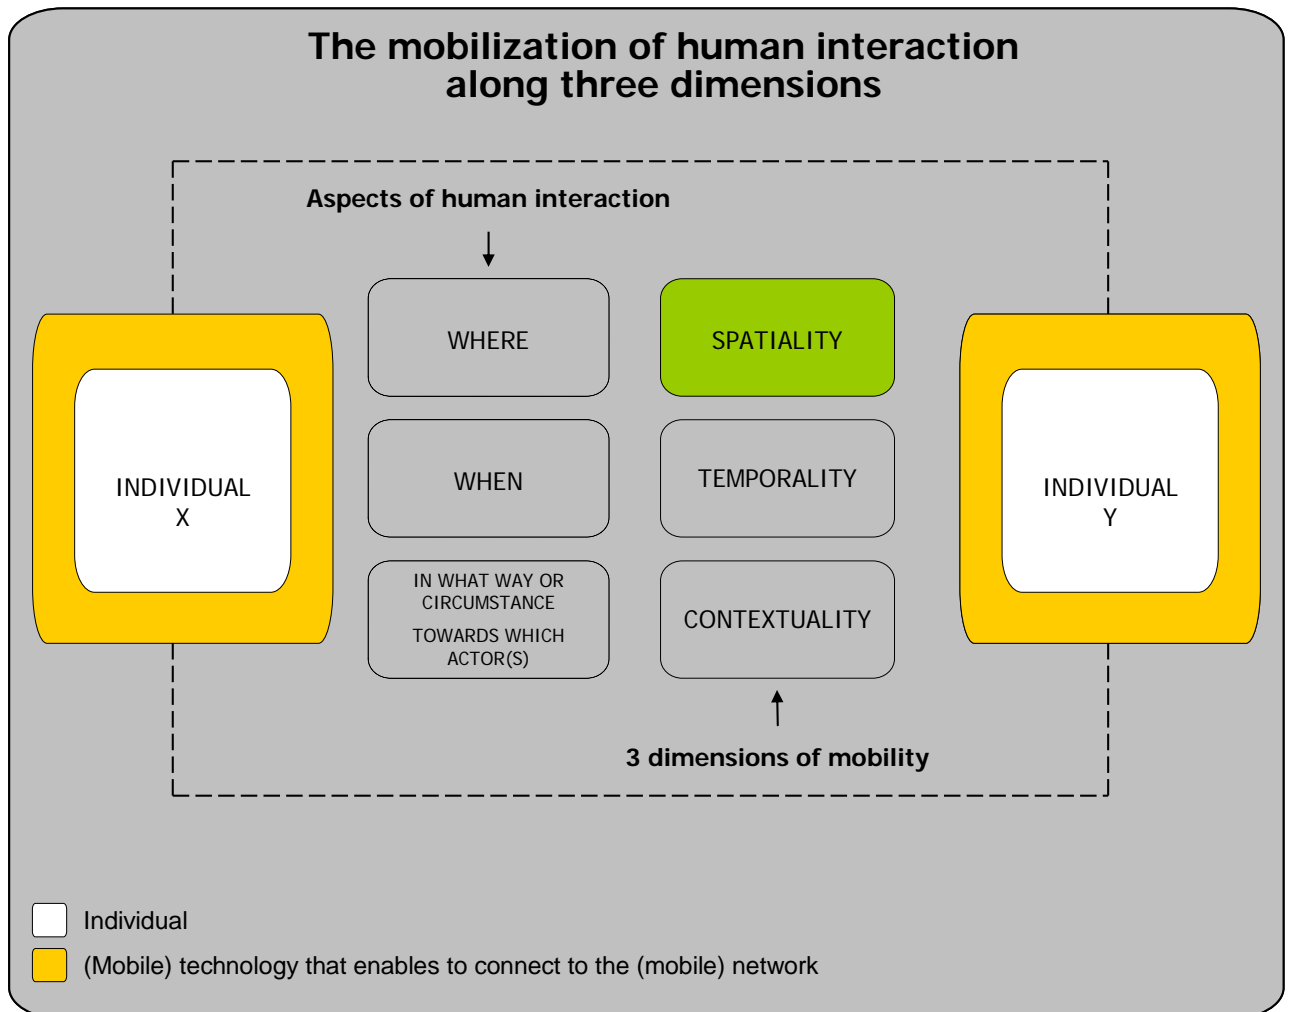 The mobilization of human interaction
along three dimensions
Aspects of human interaction
WHERE
SPATIALITY
WHEN
TEMPORALITY
IN WHAT WAY OR
CIRCUMSTANCE
TOWARDS WHICH
ACTOR(S)
CONTEXTUALITY
INDIVIDUAL
X
INDIVIDUAL
Y
3 dimensions of mobility
Individual
(Mobile) technology that enables to connect to the (mobile) network